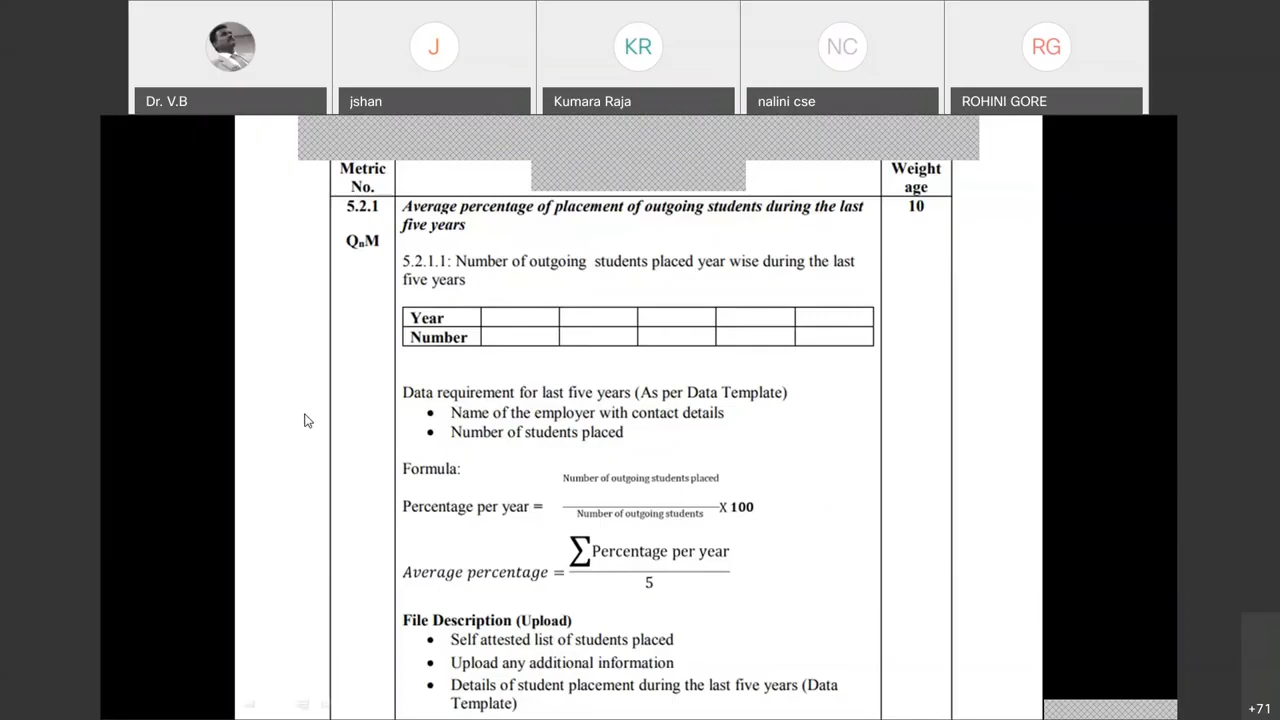 J
KR
NC
RG
Dr. V.B
jshan
Kumara Raja
nalini cse
ROHINI GORE
Metric No.
Weight age
5.2.1
QnM
Average percentage of placement of outgoing students during the last
five years
10
5.2.1.1: Number of outgoing students placed year wise during the last
five years
Year
Number
Data requirement for last five years (As per Data Template)
• Name of the employer with contact details
• Number of students placed
Formula:
Number of outgoing students placed
Percentage per year = X 100
Number of outgoing students
∑Percentage per year
Average percentage =
5
File Description (Upload)
• Self attested list of students placed
• Upload any additional information
• Details of student placement during the last five years (Data
Template)
+71